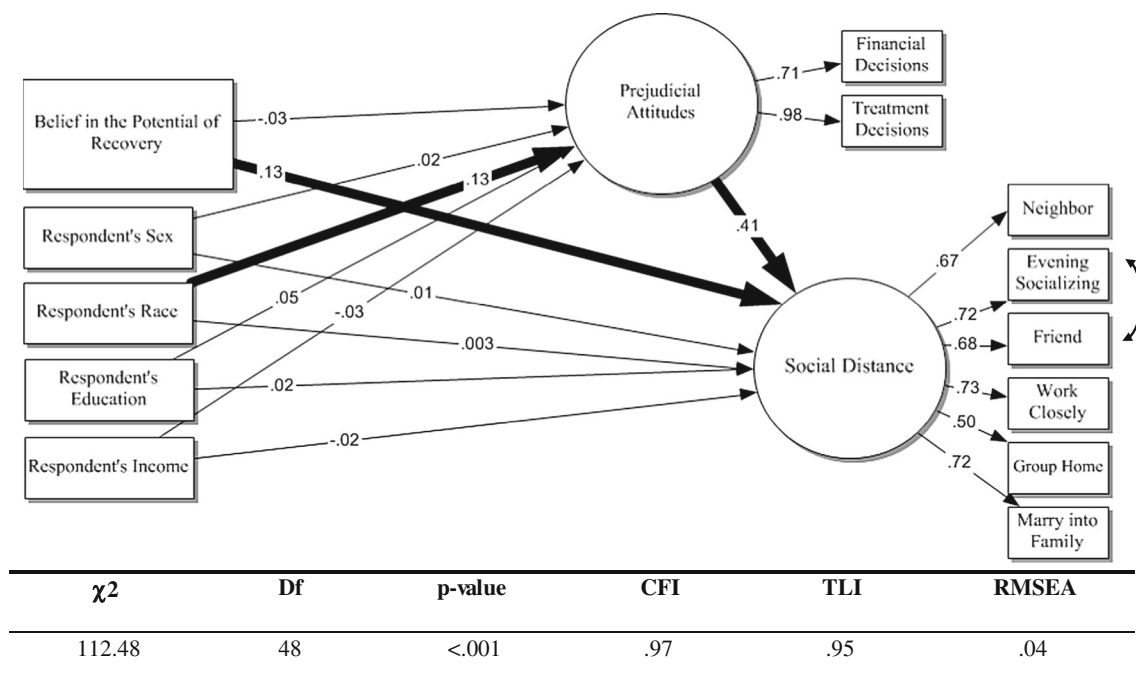 Belief in the Potential of
Recovery
Respondent's Sex
Respondent's Race
Respondent's
Education
Respondent's Income
-.03
.13
.02
.13
.05
-.03
.01
.003
.02
-.02
Prejudicial
Attitudes
.71
.98
Financial
Decisions
Treatment
Decisions
.41
Social Distance
.67
.72
.68
.73
.50
.72
Neighbor
Evening
Socializing
Friend
Work
Closely
Group Home
Marry into
Family
χ2 Df p-value CFI TLI RMSEA
112.48 48 <.001 .97 .95 .04